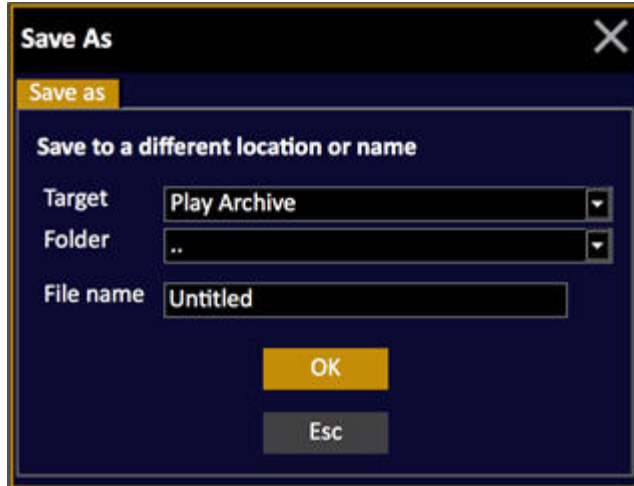 Save As
Save as
Save to a different location or name
Target Play Archive
Folder ..
File name Untitled
OK
Esc